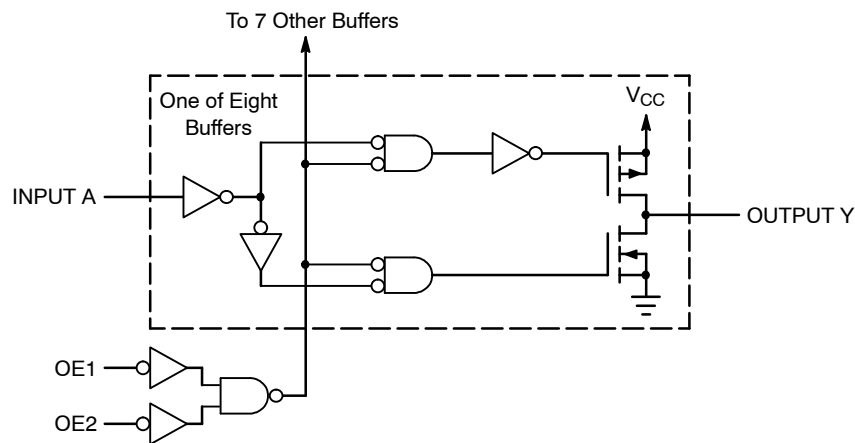 To 7 Other Buffers
One of Eight
Buffers
VCC
INPUT A
OUTPUT Y
OE1
OE2